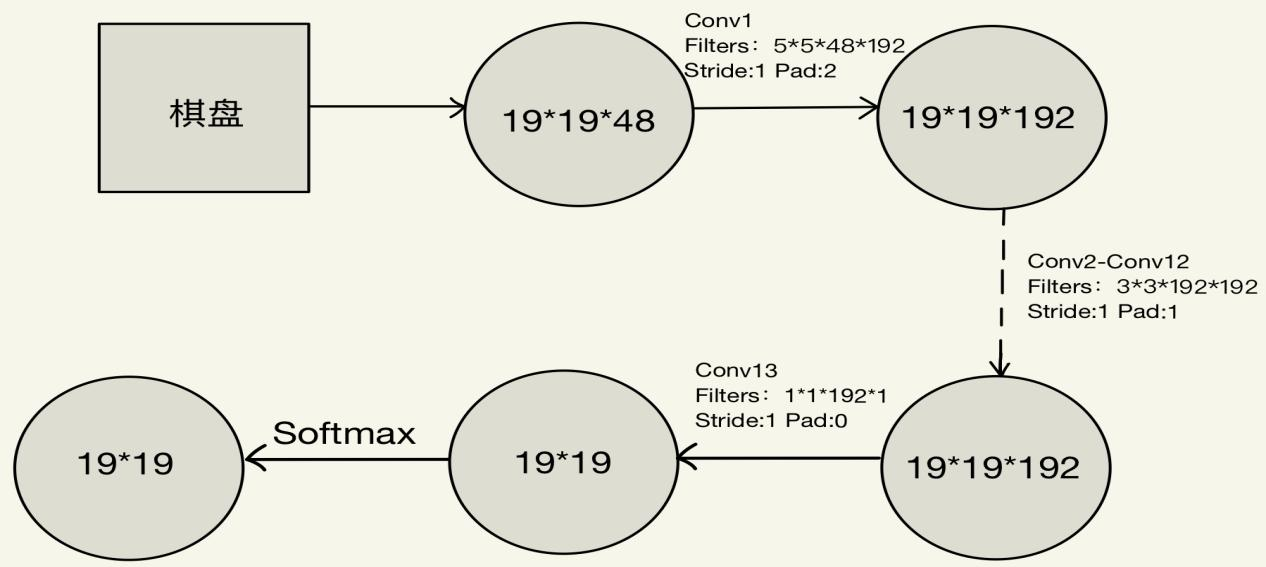 棋盘
19*19*48
Conv1
Filters： 5*5*48*192
Stride:1 Pad:2
19*19*192
Conv2-Conv12
Filters： 3*3*192*192
Stride:1 Pad:1
19*19*192
Conv13
Filters： 1*1*192*1
Stride:1 Pad:0
19*19
Softmax
19*19